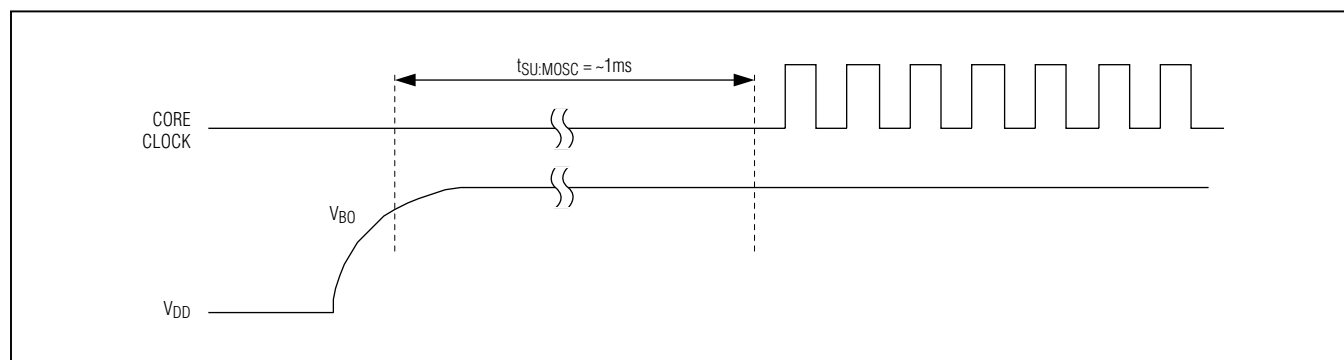 tSU:MOSC = ~1ms
CORE
CLOCK
VBO
VDD